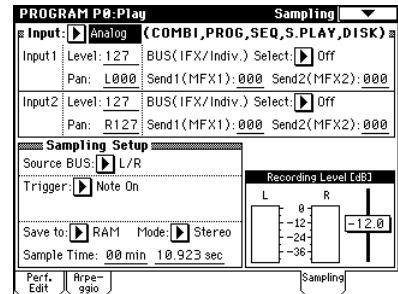 PROGRAM P0:Play Sampling
Input: Analog (COMBI,PROG,SEQ,S.PLAY,DISK)
Input1 Level: 127 BUS(IFX/Indiv.) Select: Off
Pan: L000 Send1(MFX1): 000 Send2(MFX2): 000
Input2 Level: 127 BUS(IFX/Indiv.) Select: Off
Pan: R127 Send1(MFX1): 000 Send2(MFX2): 000
Sampling Setup
Source BUS: L/R
Trigger: Note On
Save to: RAM Mode: Stereo
Sample Time: 00 min 10.923 sec
Recording Level [dB]
L R
0
-12
-24
-36
-12.0
Perf. Edit
Arpe- ggio
Sampling